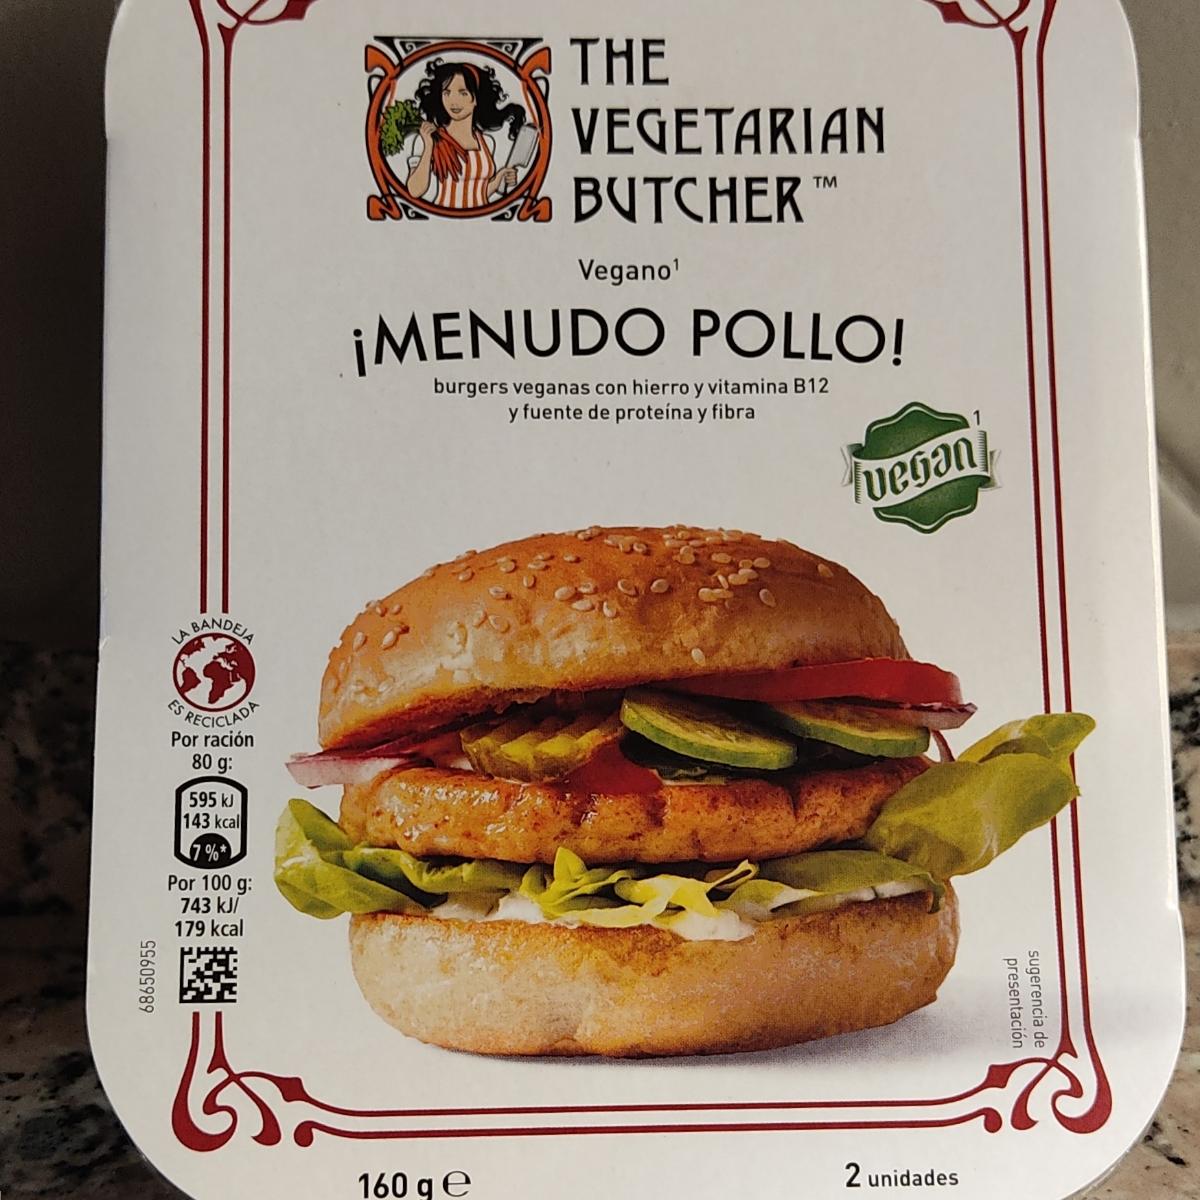 THE
VEGETARIAN
BUTCHER™
Vegano¹
¡MENUDO POLLO!
burgers veganas con hierro y vitamina B12
y fuente de proteína y fibra
vegan¹
LA BANDEJA
ES RECICLADA
Por ración
80 g:
595 kJ
143 kcal
7 %*
Por 100 g:
743 kJ/
179 kcal
68650955
sugerencia de
presentación
160 g ℮
2 unidades